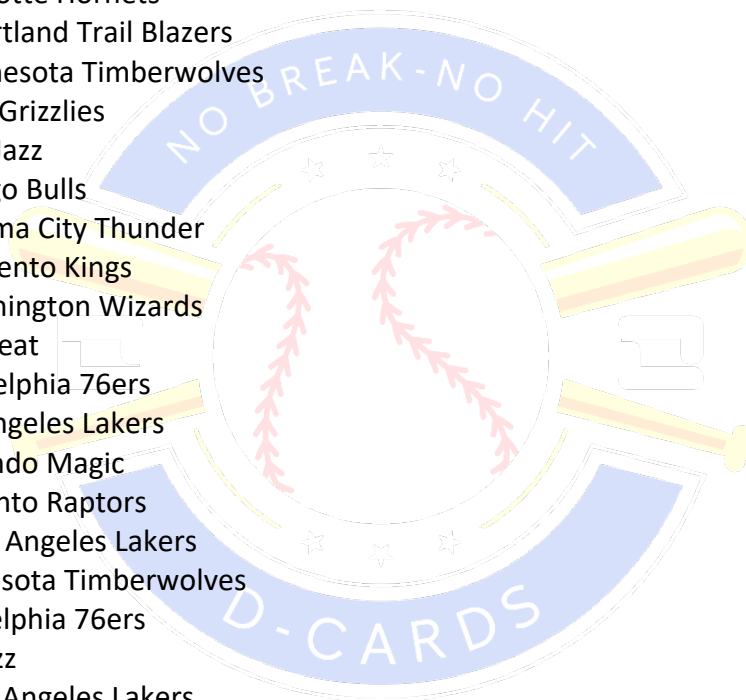 otte Hornets
rtland Trail Blazers
nesota Timberwolves
Grizzlies
Jazz
go Bulls
ma City Thunder
ento Kings
hington Wizards
eat
elphia 76ers
ngeles Lakers
ndo Magic
nto Raptors
Angeles Lakers
sota Timberwolves
elphia 76ers
zz
Angeles Lakers
NO BREAK-NO HIT
D-CARDS